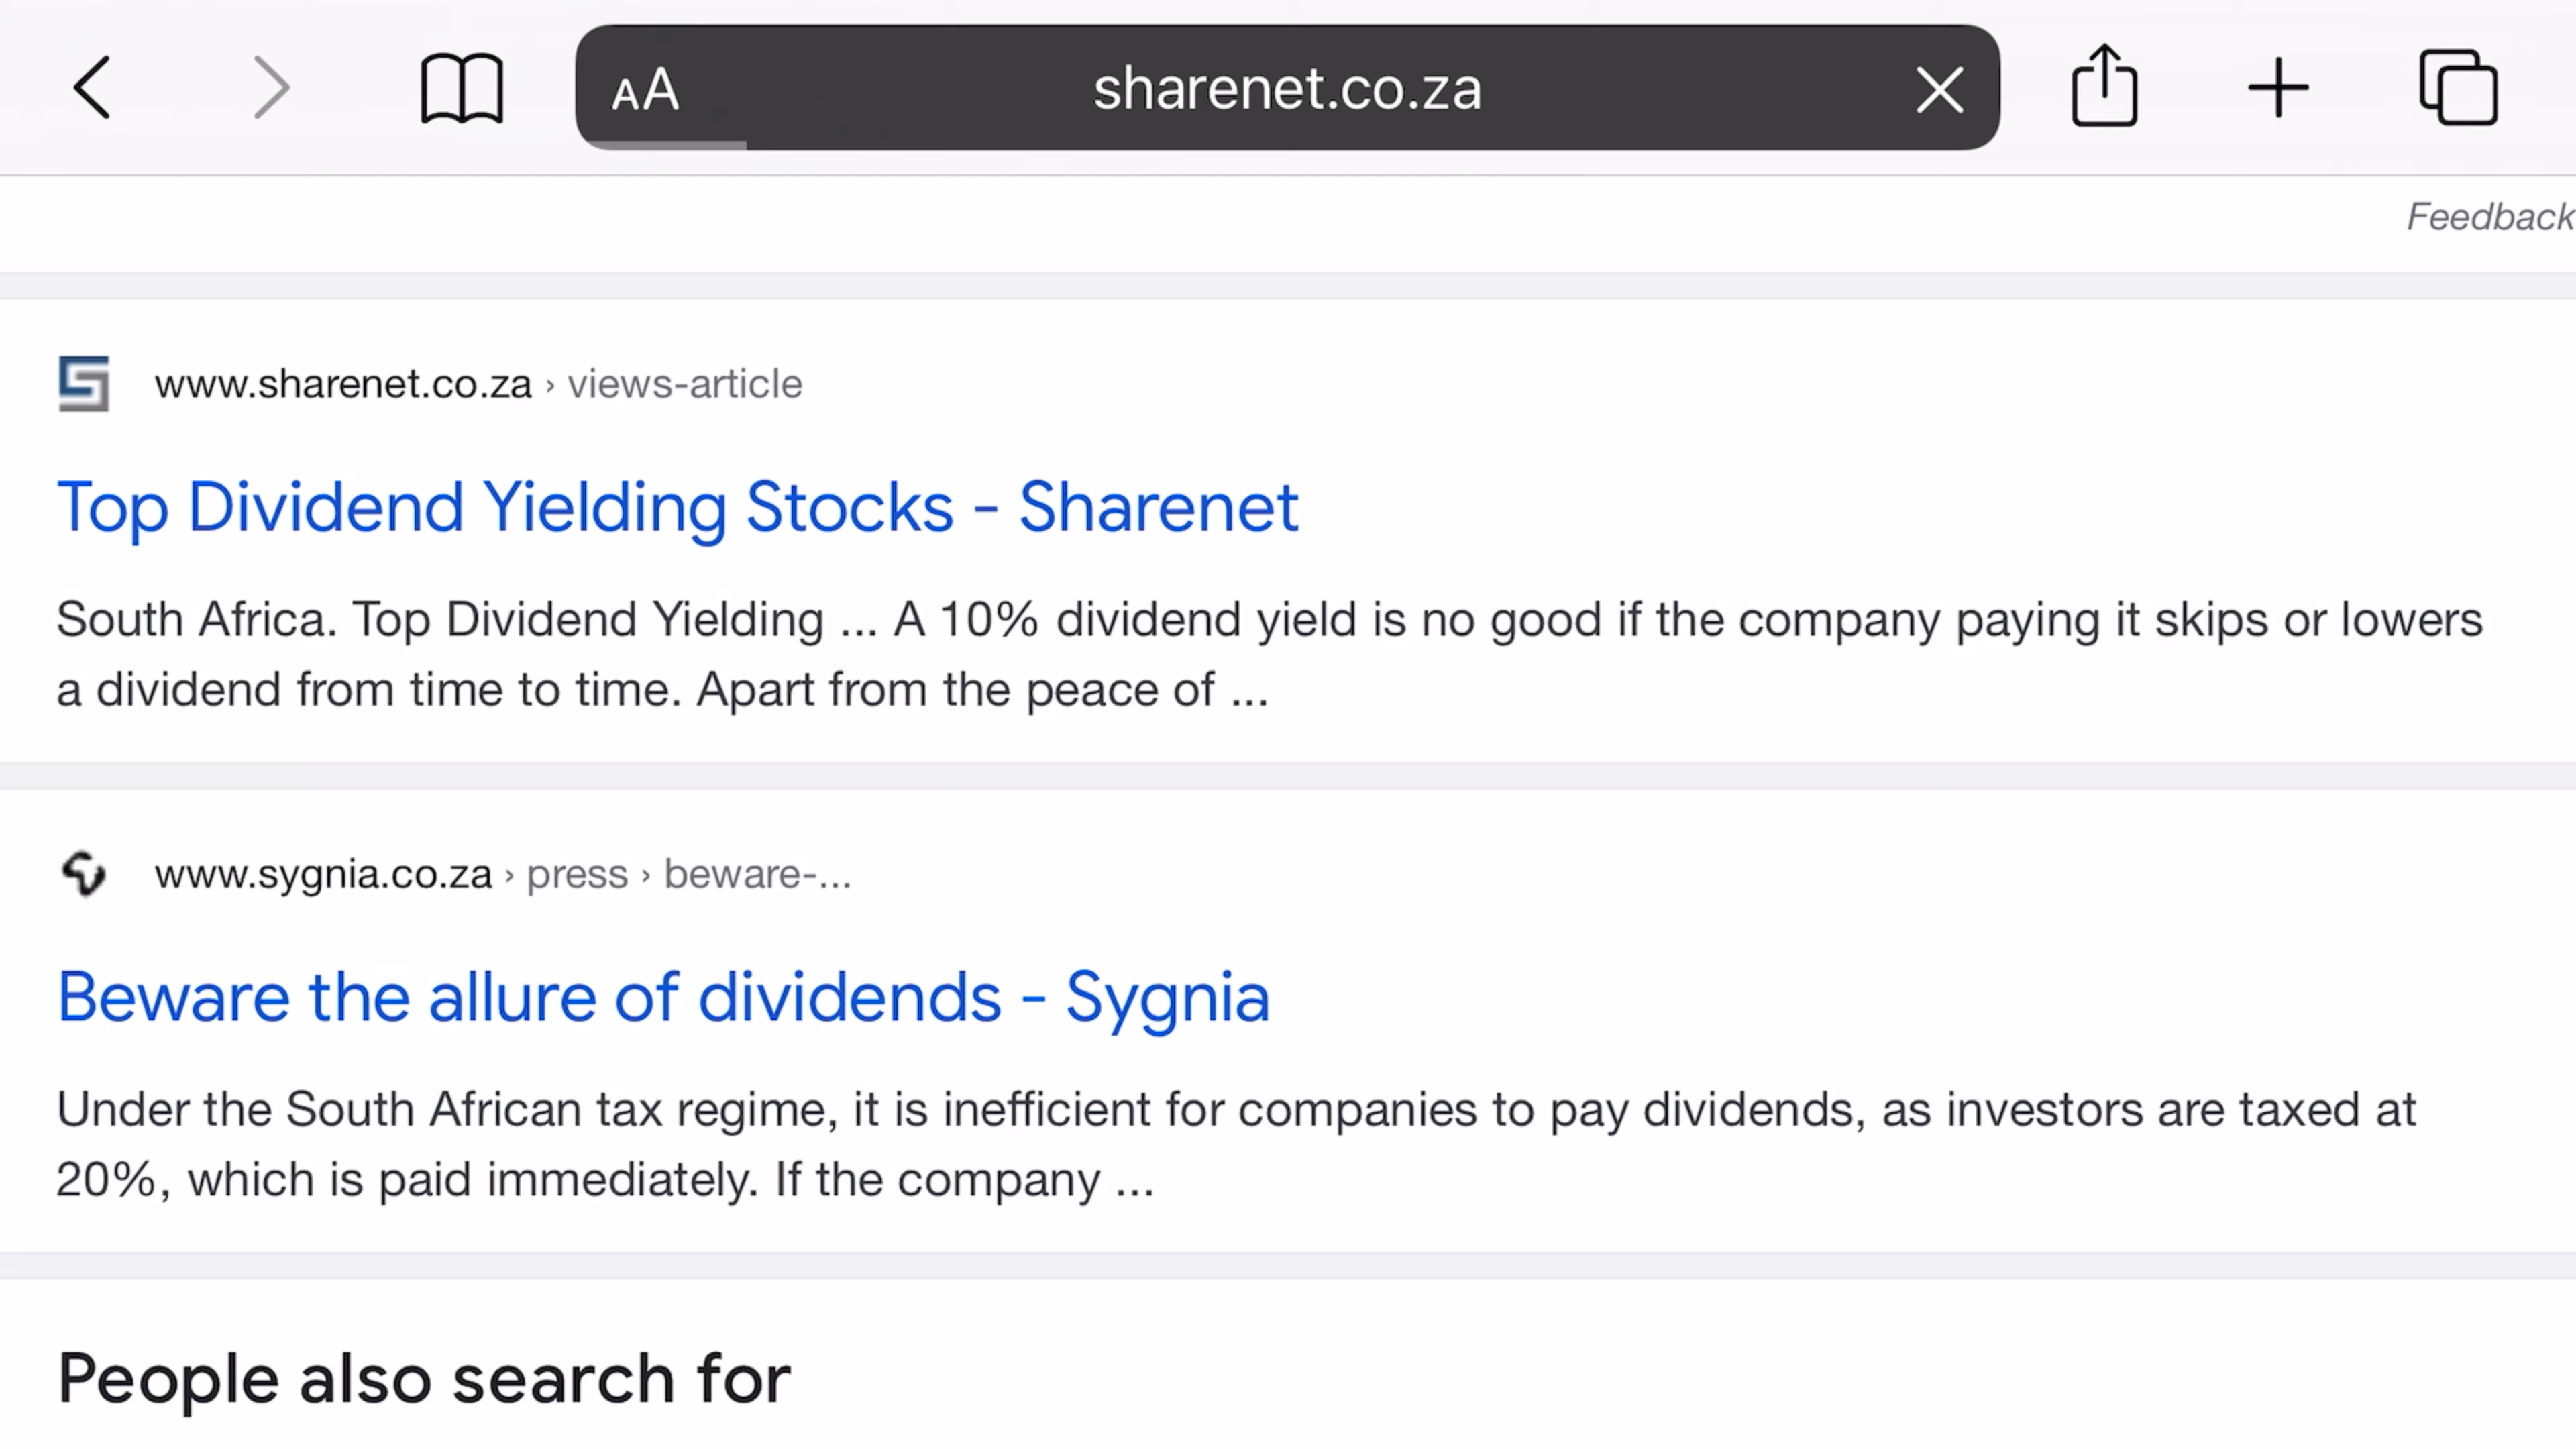 AA
sharenet.co.za
Feedback
www.sharenet.co.za › views-article
Top Dividend Yielding Stocks - Sharenet
South Africa. Top Dividend Yielding ... A 10% dividend yield is no good if the company paying it skips or lowers
a dividend from time to time. Apart from the peace of ...
www.sygnia.co.za › press › beware-...
Beware the allure of dividends - Sygnia
Under the South African tax regime, it is inefficient for companies to pay dividends, as investors are taxed at
20%, which is paid immediately. If the company ...
People also search for